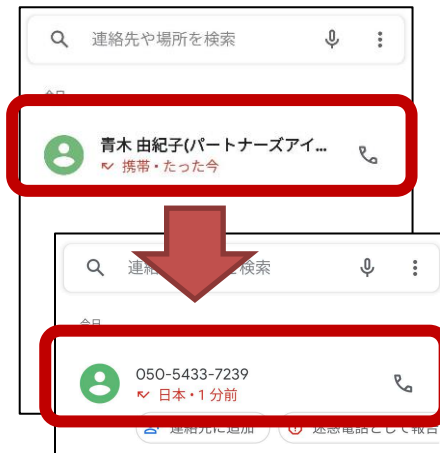 連絡先や場所を検索
青木 由紀子(パートナーズアイ...
携帯・たった今
検索
今日
050-5433-7239
日本・1 分前
連絡先に追加
迷惑電話として報告